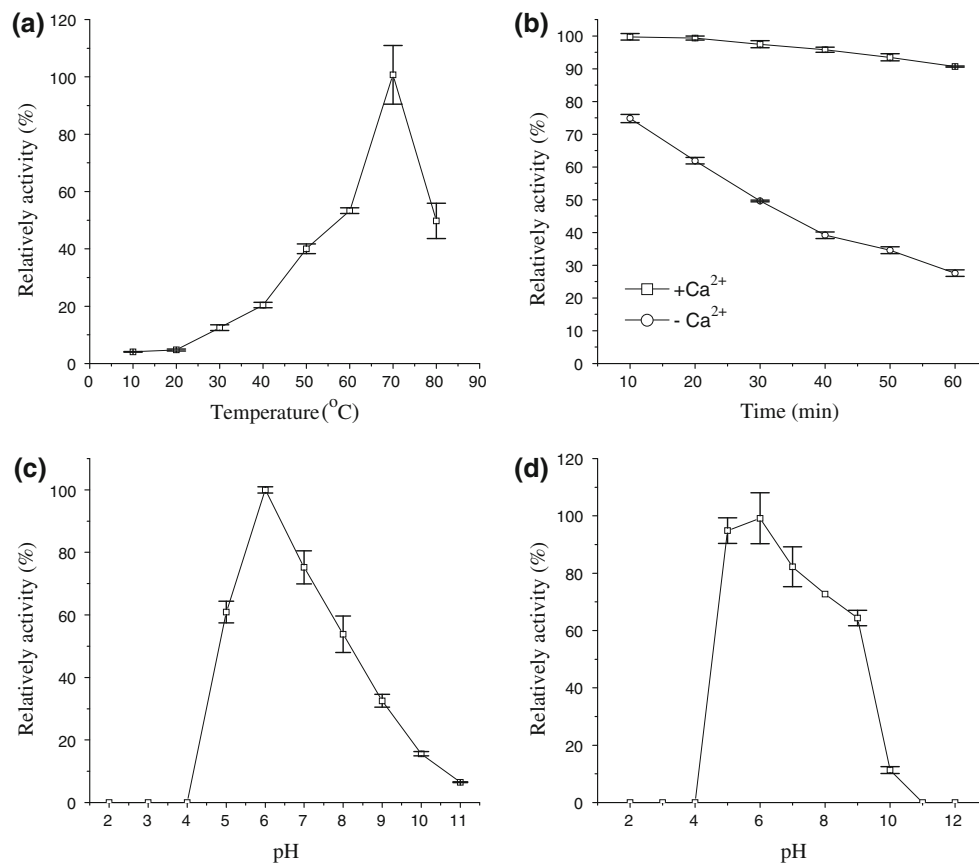 (a)
120
100
80
60
40
20
0
Relatively activity (%)
0 10 20 30 40 50 60 70 80 90
Temperature (°C)
(b)
100
90
80
70
60
50
40
30
20
10
0
Relatively activity (%)
+Ca²⁺
- Ca²⁺
10 20 30 40 50 60
Time (min)
(c)
100
80
60
40
20
0
Relatively activity (%)
2 3 4 5 6 7 8 9 10 11
pH
(d)
120
100
80
60
40
20
0
Relatively activity (%)
2 4 6 8 10 12
pH